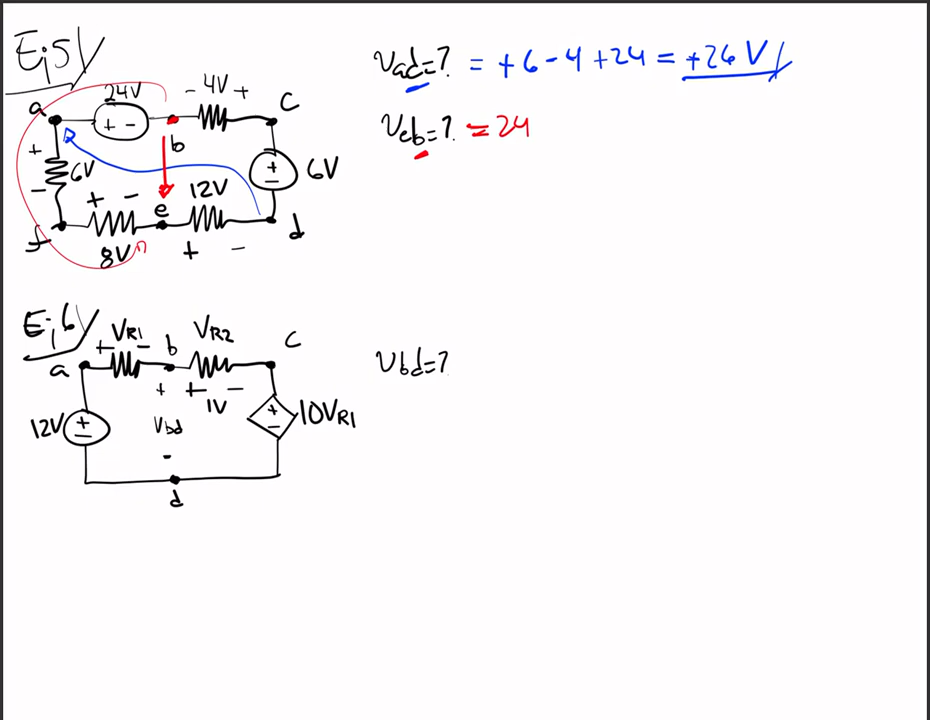 Ej5
Vad=? = +6-4+24 = +26 V
Veb=? = 24
a 24V - 4V + c
+ -
b
+ 6V - + 6V
-
+ - e 12V d
f 8V + -
Ej6
+ VR1 - b VR2 c
a
Vbd=?
+ + -
1V
12V + - Vbd + - 10VR1
-
d